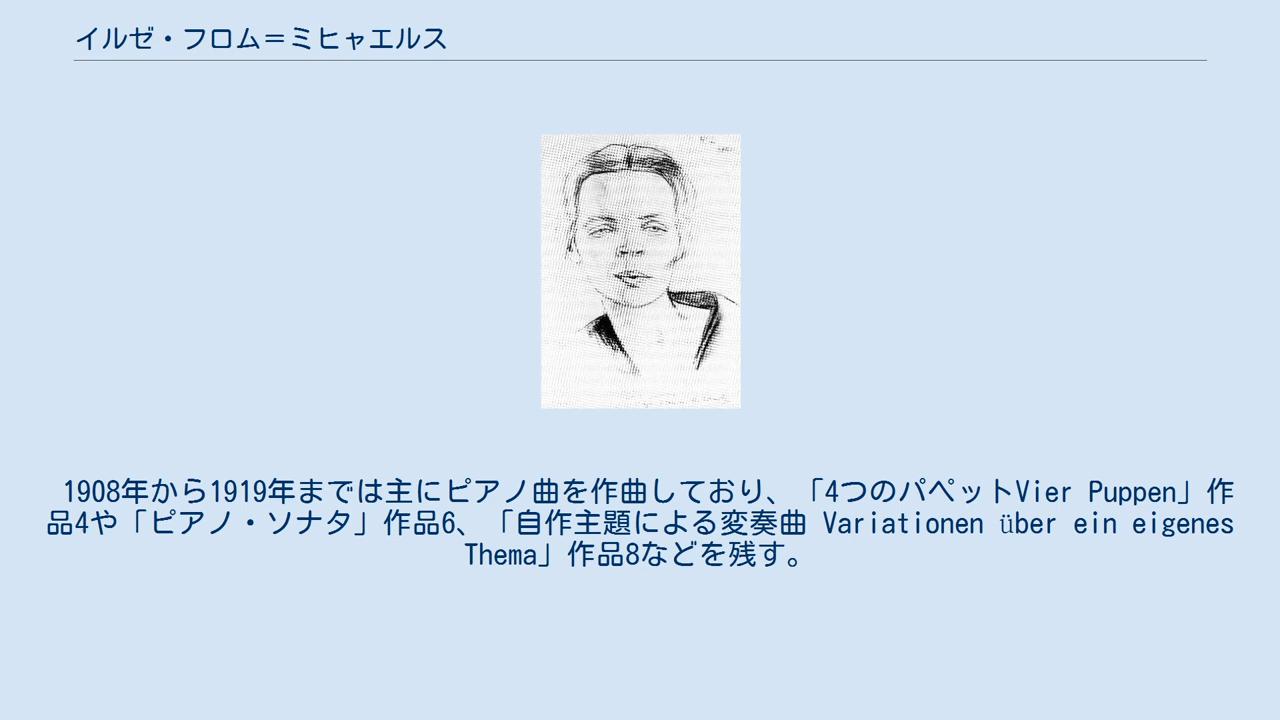 イルゼ・フロム＝ミヒャエルス
1908年から1919年までは主にピアノ曲を作曲しており、「4つのパペットVier Puppen」作
品4や「ピアノ・ソナタ」作品6、「自作主題による変奏曲 Variationen über ein eigenes
Thema」作品8などを残す。